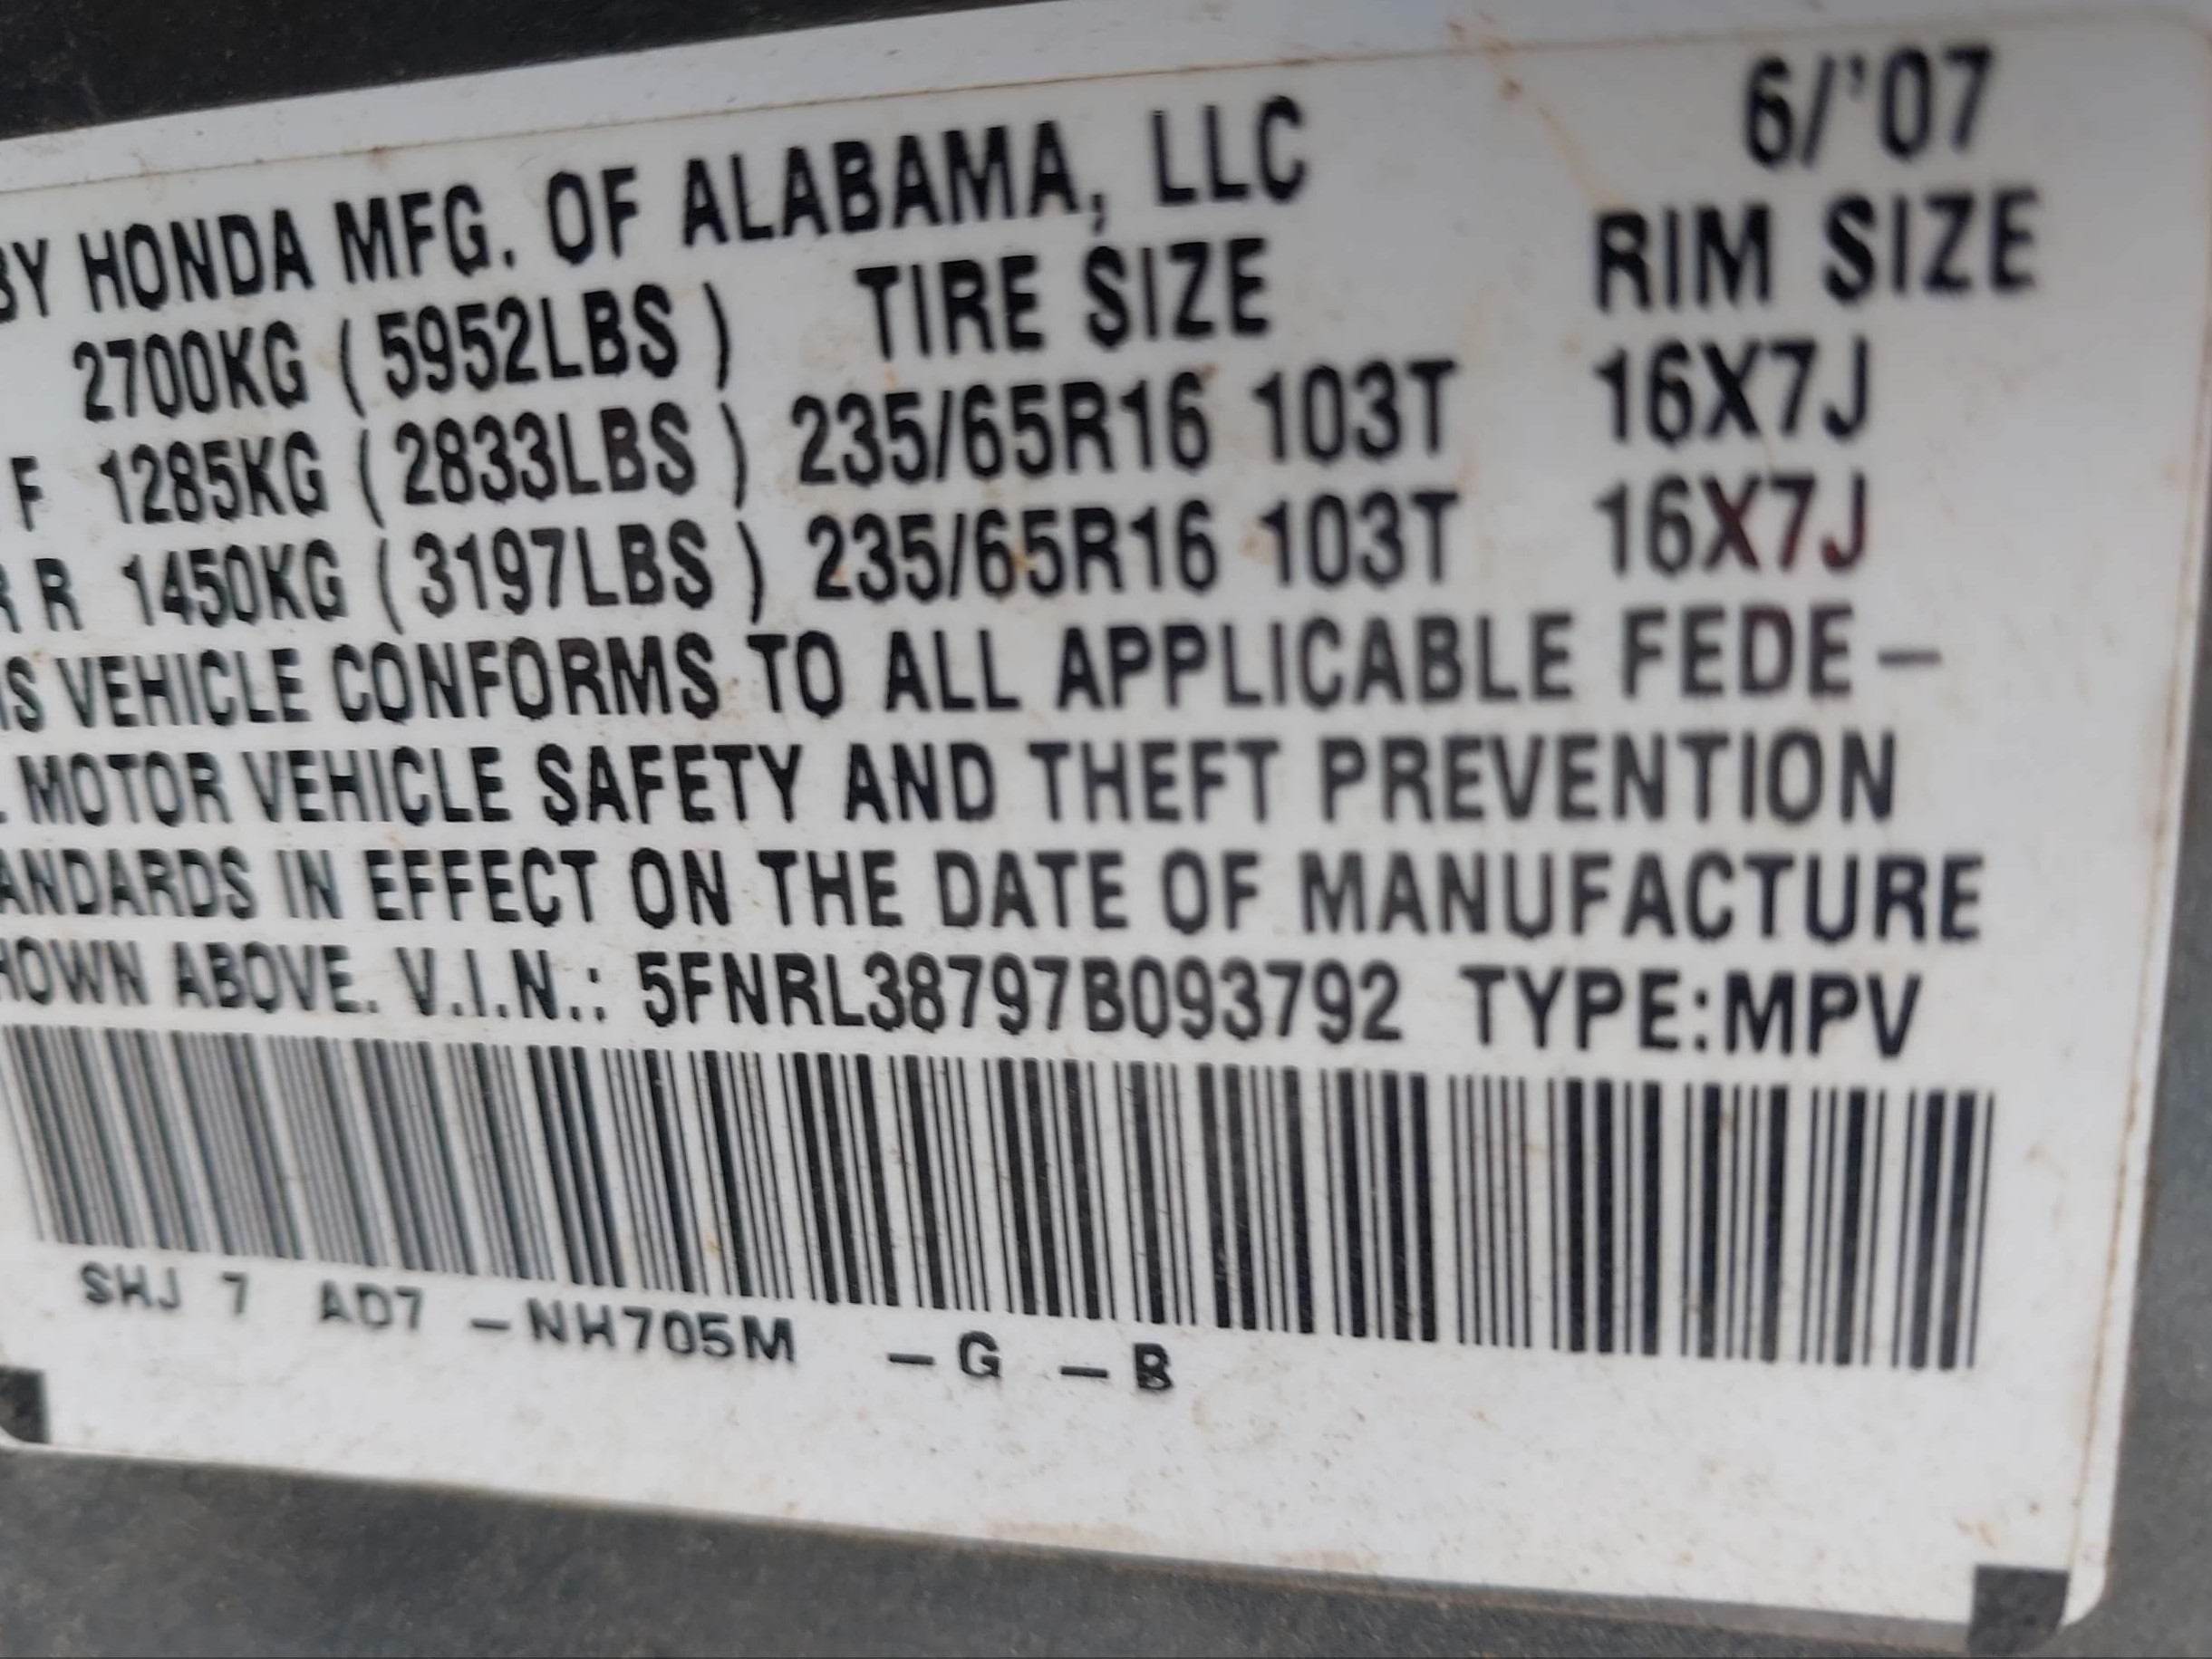 BY HONDA MFG. OF ALABAMA, LLC 6/'07
2700KG (5952LBS) TIRE SIZE RIM SIZE
F 1285KG (2833LBS) 235/65R16 103T 16X7J
R R 1450KG (3197LBS) 235/65R16 103T 16X7J
IS VEHICLE CONFORMS TO ALL APPLICABLE FEDE-
L MOTOR VEHICLE SAFETY AND THEFT PREVENTION
ANDARDS IN EFFECT ON THE DATE OF MANUFACTURE
HOWN ABOVE. V.I.N.: 5FNRL38797B093792 TYPE:MPV
SHJ 7 AD7 -NH705M -G -B